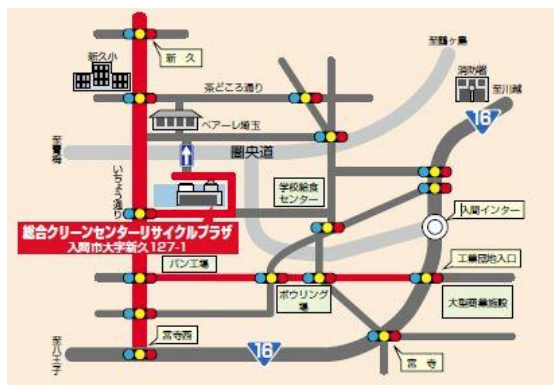 至鶴ヶ島
新久小
新久
消防署
至川越
茶どころ通り
16
ベアーレ埼玉
至青梅
圏央道
いちょう通り
学校給食
センター
入間インター
総合クリーンセンターリサイクルプラザ
入間市大字新久127-1
工業団地入口
パン工場
ボウリング
場
大型商業施設
宮寺西
至八王子
16
宮寺